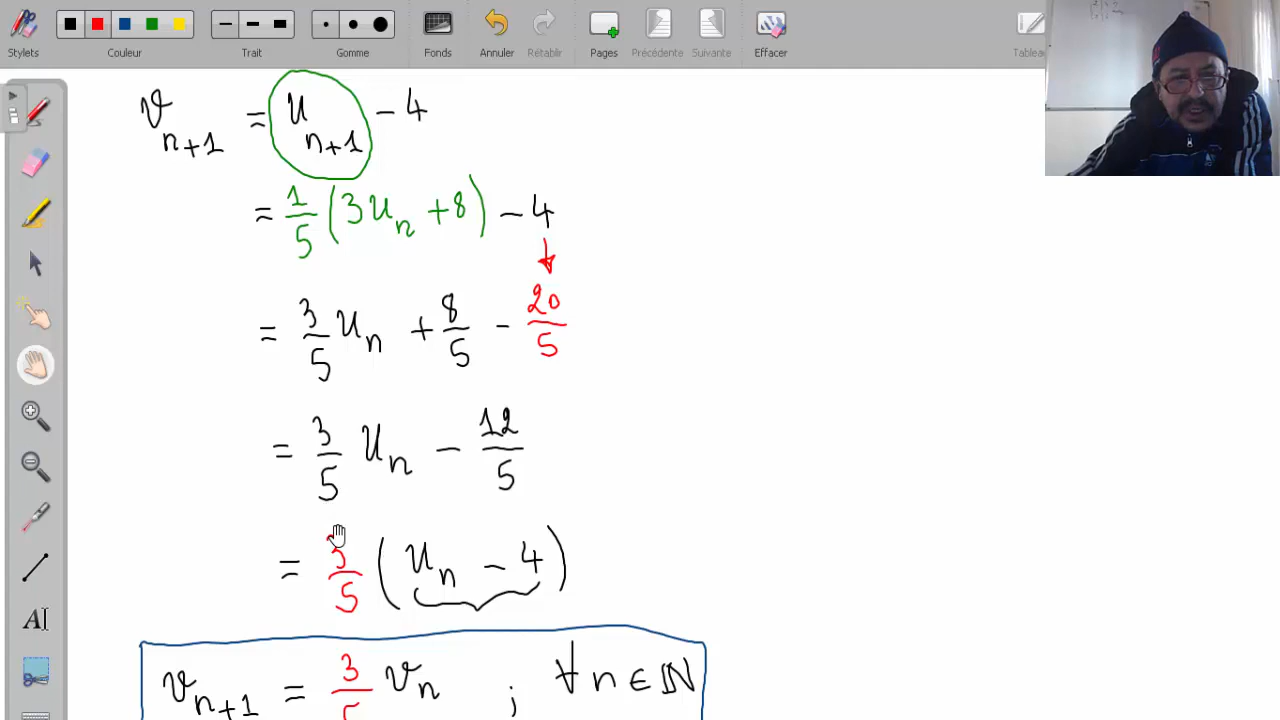 Stylets Couleur Trait Gomme Fonds Annuler Rétablir Pages Précédente Suivante Effacer Tableau
v_{n+1} = u_{n+1} - 4
= 1/5 (3u_n + 8) - 4
= 3/5 u_n + 8/5 - 20/5
= 3/5 u_n - 12/5
= 3/5 (u_n - 4)
v_{n+1} = 3/5 v_n ; ∀ n ∈ ℕ